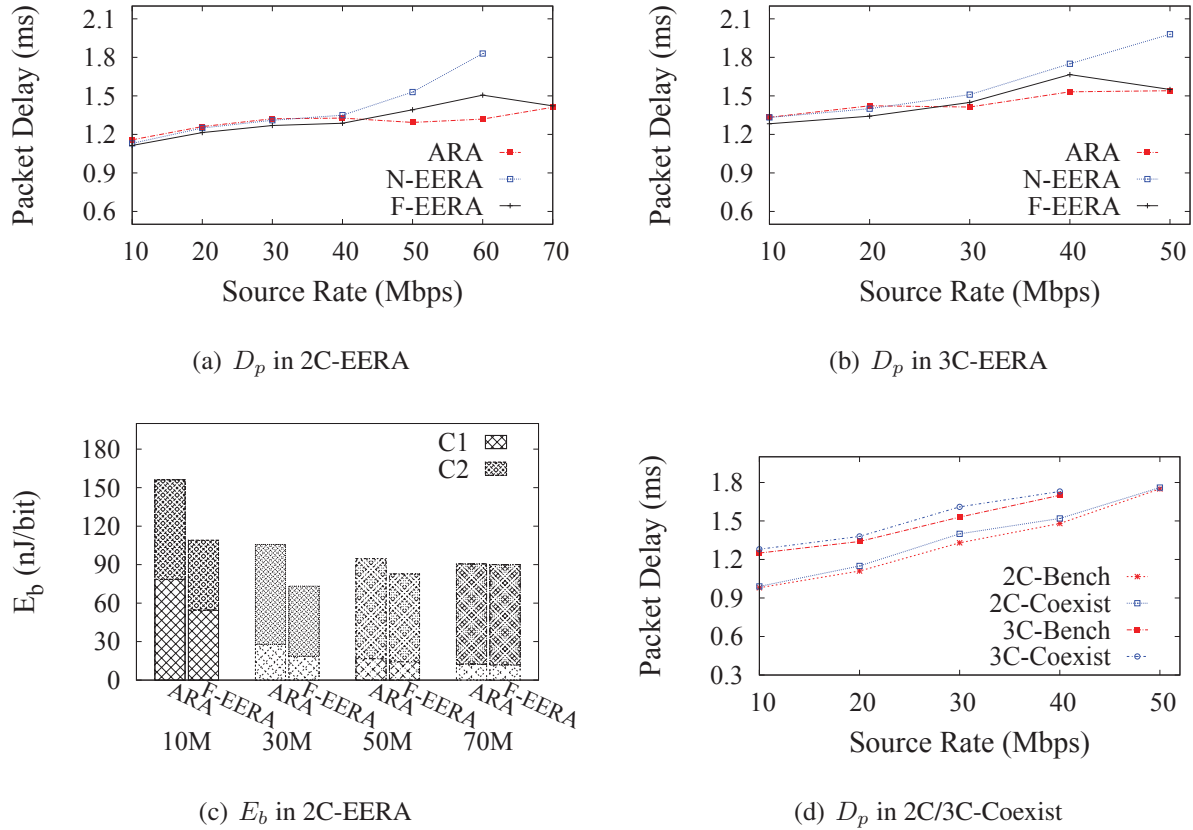 2.1
1.8
1.5
1.2
0.9
0.6
Packet Delay (ms)
ARA
N-EERA
F-EERA
10 20 30 40 50 60 70
Source Rate (Mbps)
(a) D_p in 2C-EERA
2.1
1.8
1.5
1.2
0.9
0.6
Packet Delay (ms)
ARA
N-EERA
F-EERA
10 20 30 40 50
Source Rate (Mbps)
(b) D_p in 3C-EERA
180
150
120
90
60
30
0
E_b (nJ/bit)
C1
C2
ARA F-EERA ARA F-EERA ARA F-EERA ARA F-EERA
10M 30M 50M 70M
(c) E_b in 2C-EERA
1.8
1.5
1.2
0.9
0.6
0.3
Packet Delay (ms)
2C-Bench
2C-Coexist
3C-Bench
3C-Coexist
10 20 30 40 50
Source Rate (Mbps)
(d) D_p in 2C/3C-Coexist